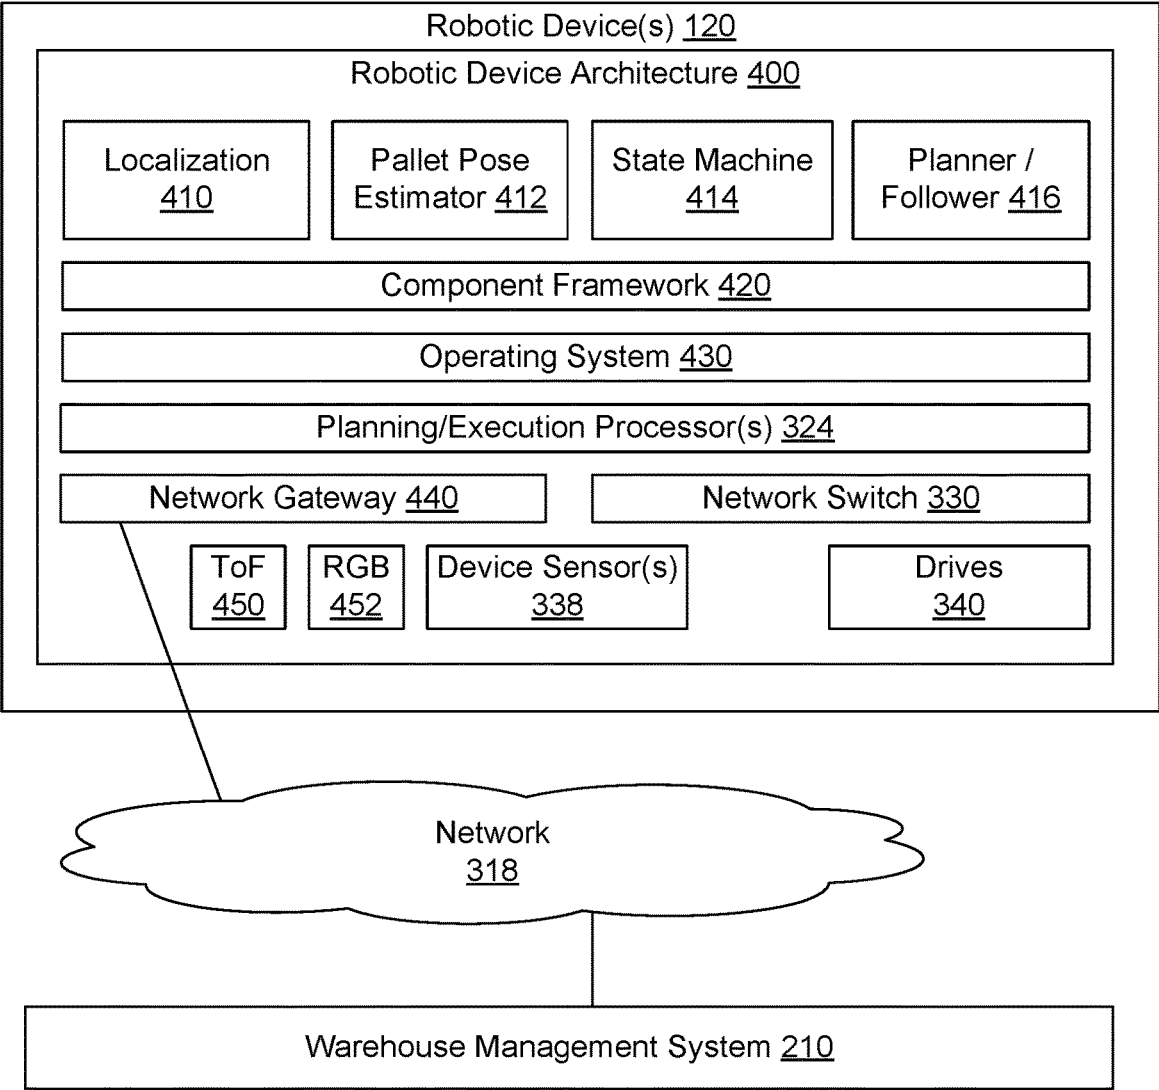 Robotic Device(s) 120
Robotic Device Architecture 400
Localization
410
Pallet Pose
Estimator 412
State Machine
414
Planner /
Follower 416
Component Framework 420
Operating System 430
Planning/Execution Processor(s) 324
Network Gateway 440
Network Switch 330
ToF
450
RGB
452
Device Sensor(s)
338
Drives
340
Network
318
Warehouse Management System 210